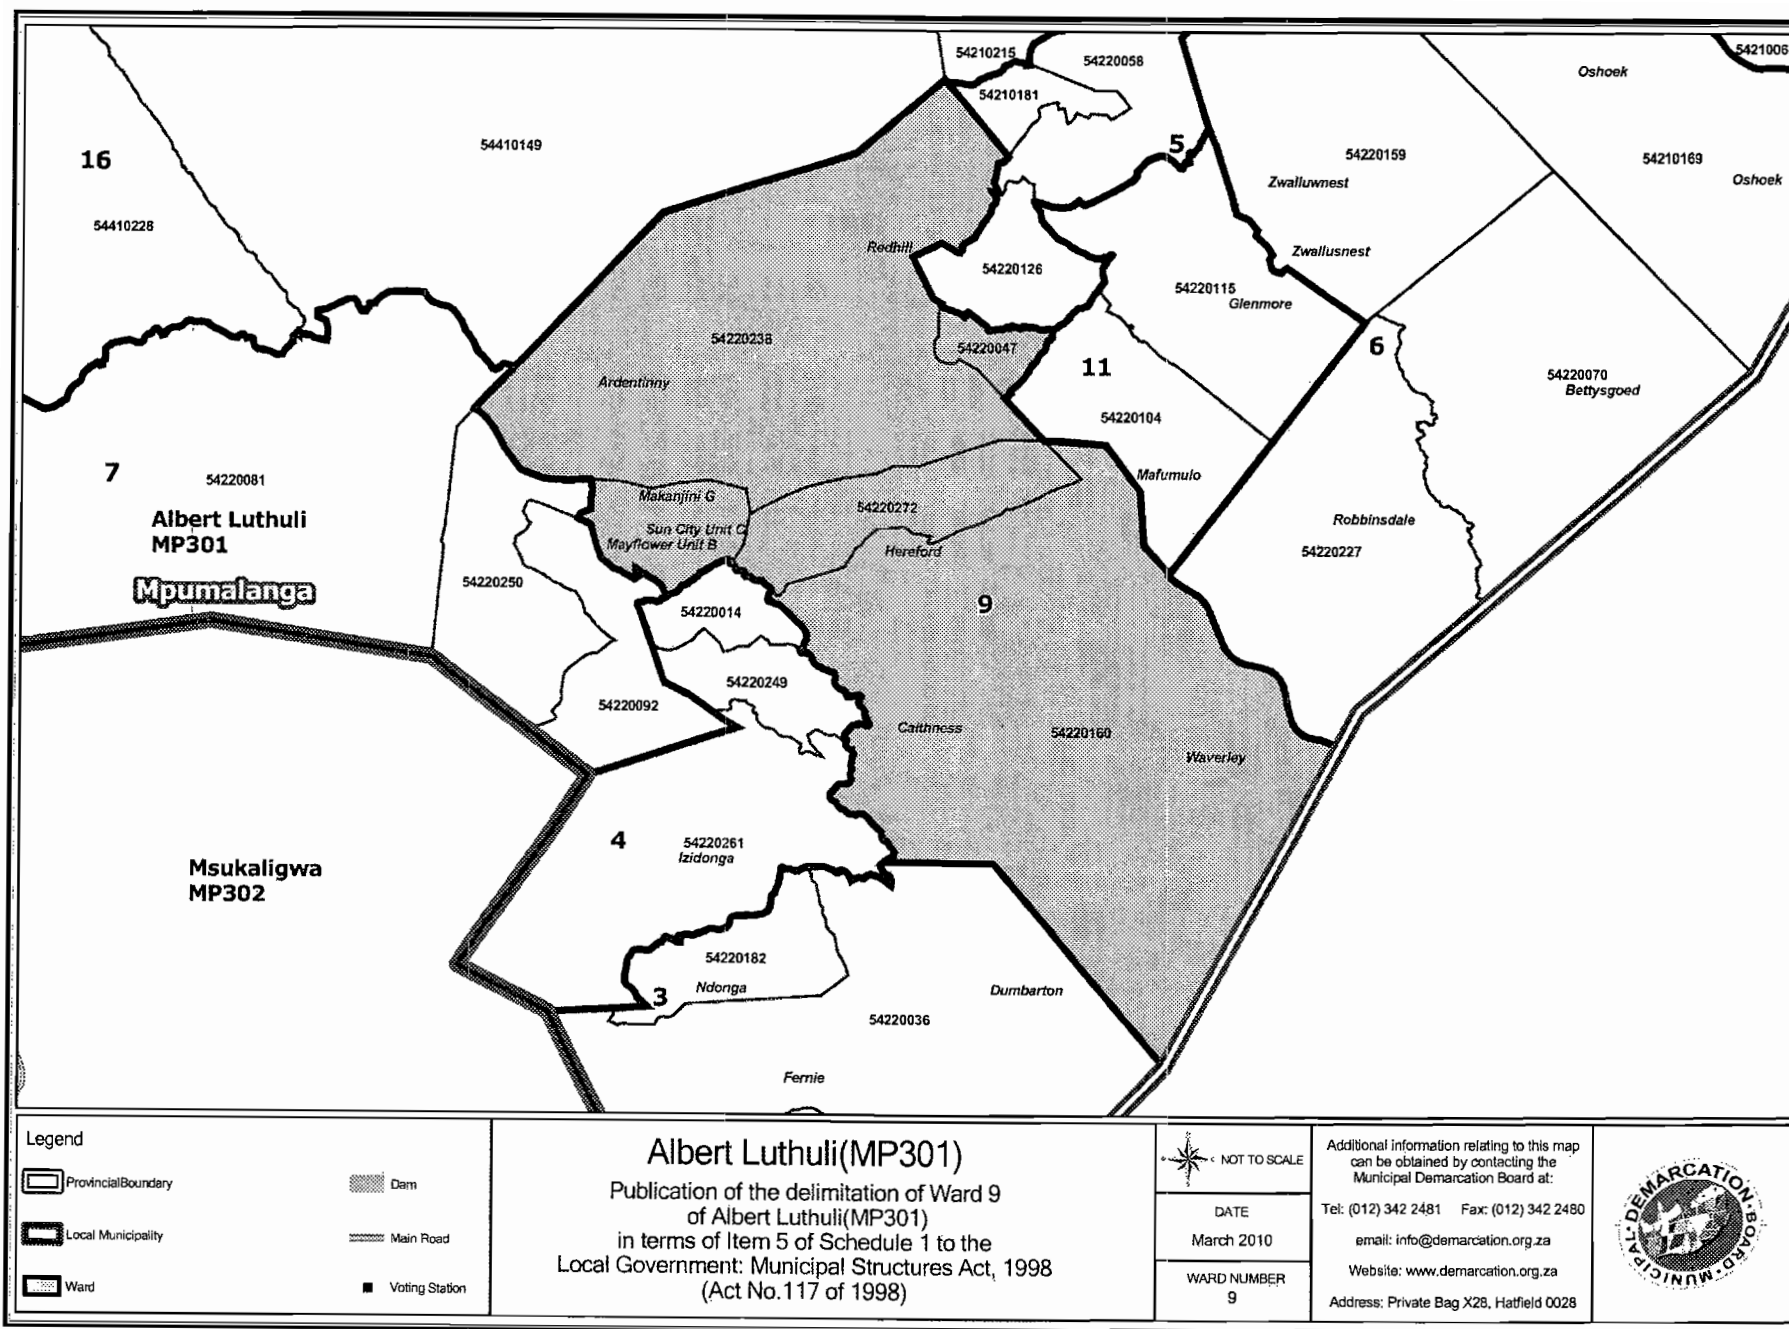 54210215
54220058
Oshoek
5421006
54210181
16
54410149
5
54220159
54210169
Zwalluwnest
Oshoek
54410228
Redhill
Zwallusnest
54220126
54220115
Glenmore
54220238
54220047
6
Ardentinny
11
54220070
Bettysgoed
54220104
7
54220081
Mafumulo
Makanjini G
54220272
Albert Luthuli
MP301
Sun City Unit C
Mayflower Unit B
Hereford
Robbinsdale
54220227
Mpumalanga
54220250
54220014
9
54220249
54220092
Caithness
54220160
Waverley
4
54220261
Izidonga
Msukaligwa
MP302
54220182
Ndonga
3
Dumbarton
54220036
Fernie
Legend
ProvincialBoundary
Dam
Local Municipality
Main Road
Ward
Voting Station
Albert Luthuli(MP301)
Publication of the delimitation of Ward 9
of Albert Luthuli(MP301)
in terms of Item 5 of Schedule 1 to the
Local Government: Municipal Structures Act, 1998
(Act No.117 of 1998)
NOT TO SCALE
DATE
March 2010
WARD NUMBER
9
Additional information relating to this map
can be obtained by contacting the
Municipal Demarcation Board at:
Tel: (012) 342 2481 Fax: (012) 342 2480
email: info@demarcation.org.za
Website: www.demarcation.org.za
Address: Private Bag X28, Hatfield 0028
MUNICIPAL DEMARCATION BOARD